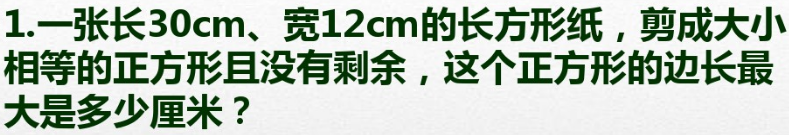 1.一张长30cm、宽12cm的长方形纸，剪成大小
相等的正方形且没有剩余，这个正方形的边长最
大是多少厘米？